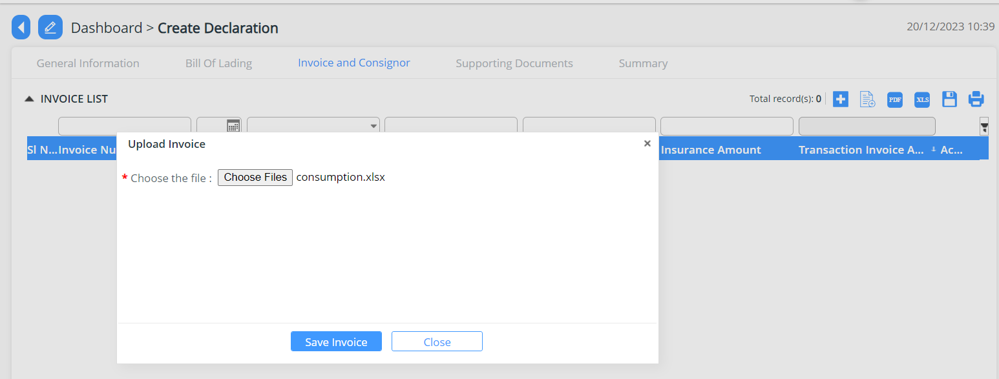 Dashboard > Create Declaration
20/12/2023 10:39
General Information
Bill Of Lading
Invoice and Consignor
Supporting Documents
Summary
INVOICE LIST
Total record(s): 0
PDF
XLS
Sl N...
Invoice Nu
Insurance Amount
Transaction Invoice A...
Ac...
Upload Invoice
×
* Choose the file :
Choose Files
consumption.xlsx
Save Invoice
Close